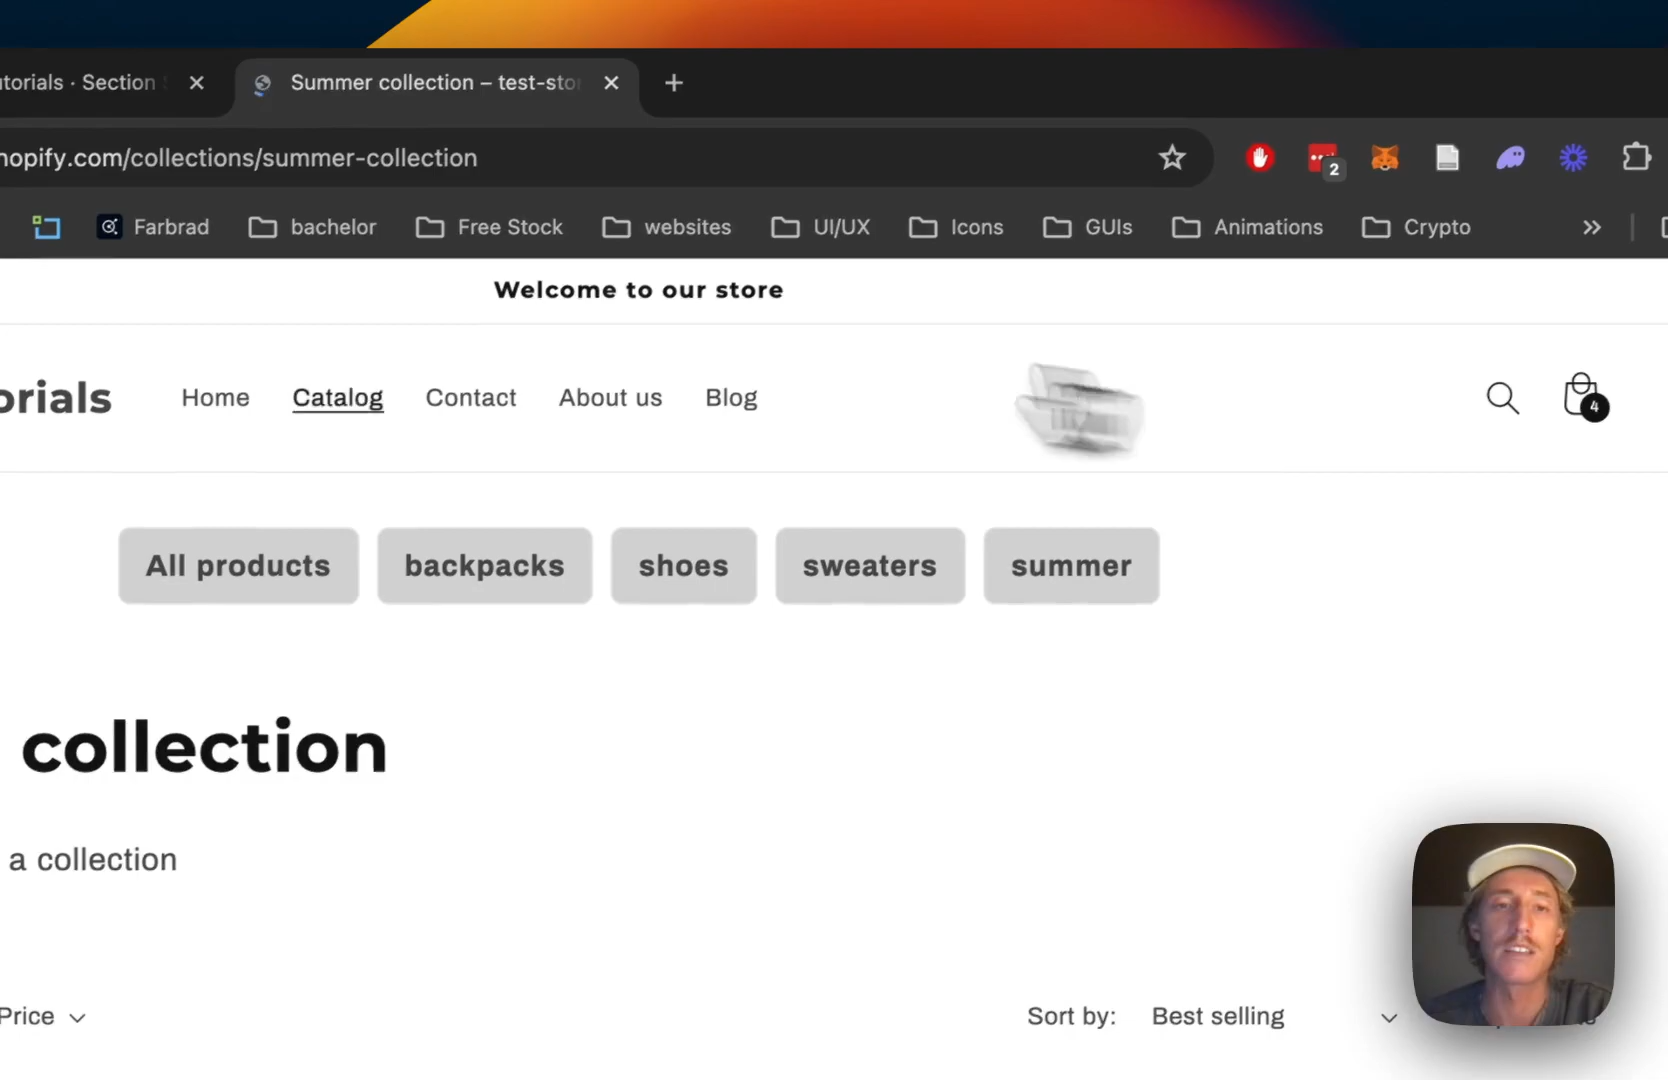 utorials · Section
Summer collection – test-sto
hopify.com/collections/summer-collection
2
Farbrad
bachelor
Free Stock
websites
UI/UX
Icons
GUIs
Animations
Crypto
Welcome to our store
orials
Home
Catalog
Contact
About us
Blog
4
All products
backpacks
shoes
sweaters
summer
collection
a collection
Price
Sort by:
Best selling